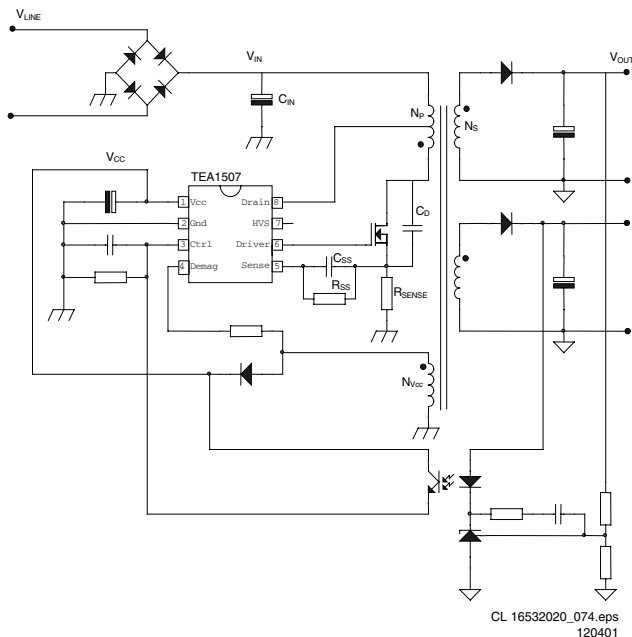 VLINE
VIN
VOUT
CIN
NP
NS
VCC
TEA1507
1 Vcc Drain 8
2 Gnd HVS 7
3 Ctrl Driver 6
4 Demag Sense 5
CD
CSS
RSS
RSENSE
NVcc
CL 16532020_074.eps
120401